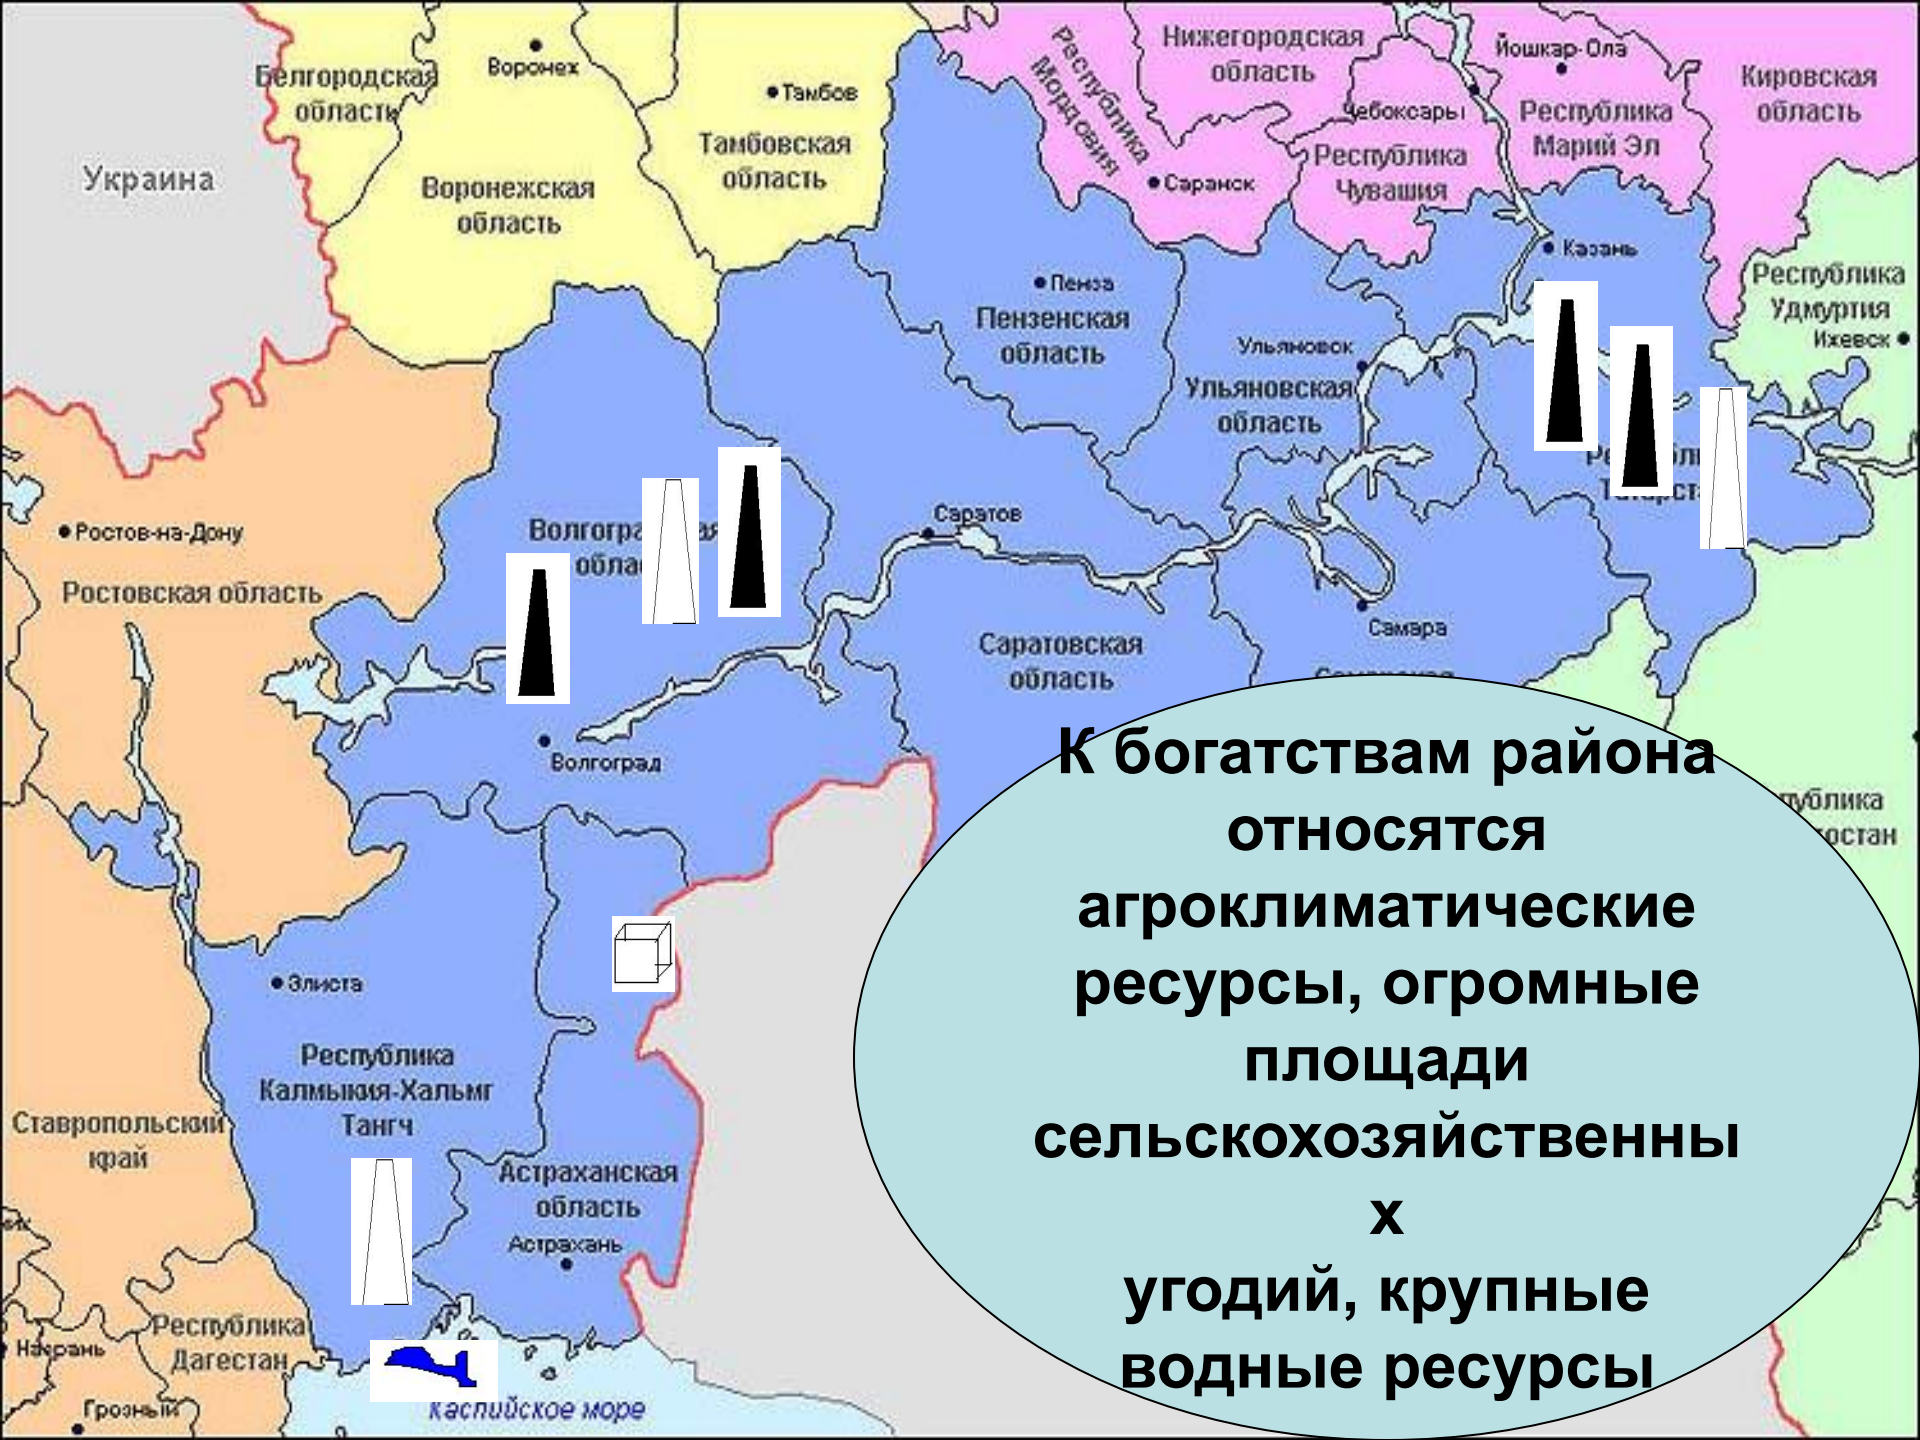 Белгородская
область
Воронех
Тамбов
Тамбовская
область
Республика
Мордовия
Нижегородская
область
Йошкар-Ола
Кировская
область
Чебоксары
Республика
Марий Эл
Республика
Чувашия
Саранск
Украина
Воронежская
область
Казань
Республика
Удмуртия
Ижевск
Пенза
Пензенская
область
Ульяновск
Ульяновская
область
Саратов
Ростов-на-Дону
Ростовская область
Волгоград
Саратовская
область
Самара
К богатствам района
относятся
агроклиматические
ресурсы, огромные
площади
сельскохозяйственны
х
угодий, крупные
водные ресурсы
Элиста
Республика
Калмыкия-Хальмг
Тангч
Ставропольский
край
Астраханская
область
Астрахань
Республика
Дагестан
Назрань
Грозный
Каспийское море